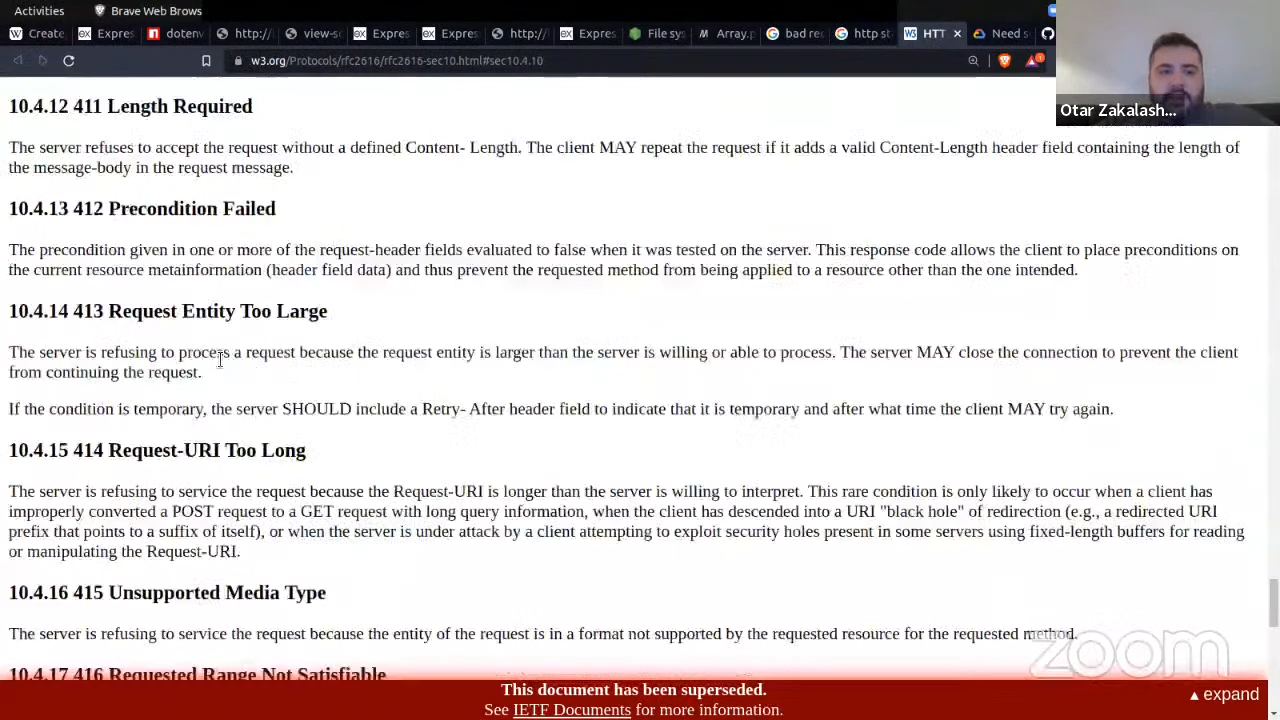 Activities
Brave Web Brows
Create,
Expres
dotenv
http:/
view-s
Expres
Expres
Expres
http:/
Expres
File sys
Array.p
bad req
http st
HTT
Need s
w3.org/Protocols/rfc2616/rfc2616-sec10.html#sec10.4.10
Otar Zakalash...
10.4.12 411 Length Required
The server refuses to accept the request without a defined Content- Length. The client MAY repeat the request if it adds a valid Content-Length header field containing the length of
the message-body in the request message.
10.4.13 412 Precondition Failed
The precondition given in one or more of the request-header fields evaluated to false when it was tested on the server. This response code allows the client to place preconditions on
the current resource metainformation (header field data) and thus prevent the requested method from being applied to a resource other than the one intended.
10.4.14 413 Request Entity Too Large
The server is refusing to process a request because the request entity is larger than the server is willing or able to process. The server MAY close the connection to prevent the client
from continuing the request.
If the condition is temporary, the server SHOULD include a Retry- After header field to indicate that it is temporary and after what time the client MAY try again.
10.4.15 414 Request-URI Too Long
The server is refusing to service the request because the Request-URI is longer than the server is willing to interpret. This rare condition is only likely to occur when a client has
improperly converted a POST request to a GET request with long query information, when the client has descended into a URI "black hole" of redirection (e.g., a redirected URI
prefix that points to a suffix of itself), or when the server is under attack by a client attempting to exploit security holes present in some servers using fixed-length buffers for reading
or manipulating the Request-URI.
10.4.16 415 Unsupported Media Type
The server is refusing to service the request because the entity of the request is in a format not supported by the requested resource for the requested method.
zoom
10.4.17 416 Requested Range Not Satisfiable
This document has been superseded.
See IETF Documents for more information.
▴ expand